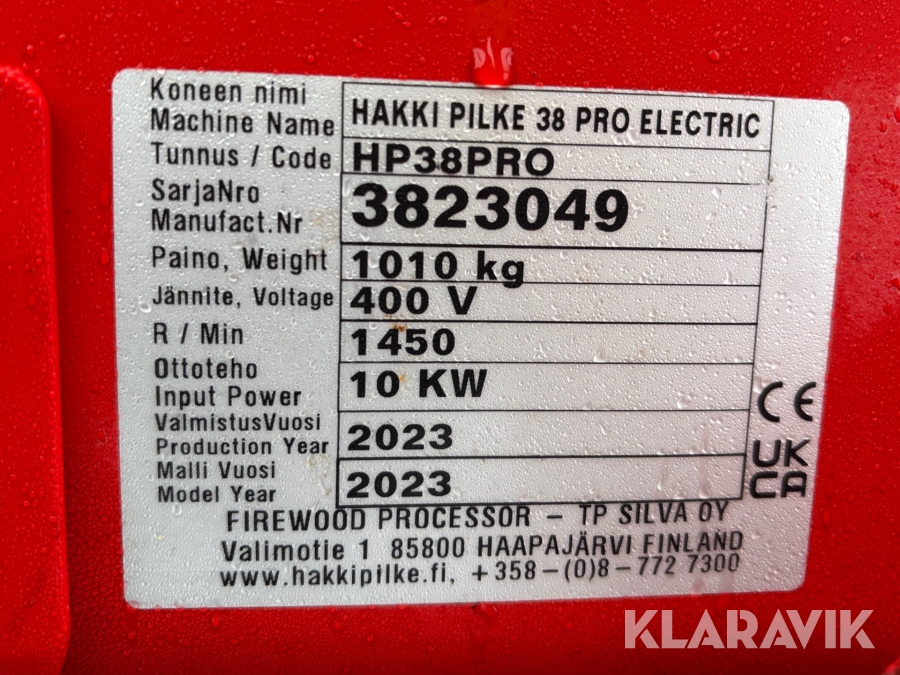 Koneen nimi
Machine Name HAKKI PILKE 38 PRO ELECTRIC
Tunnus / Code HP38PRO
SarjaNro
Manufact.Nr 3823049
Paino, Weight 1010 kg
Jännite, Voltage 400 V
R / Min 1450
Ottoteho
Input Power 10 KW
ValmistusVuosi
Production Year 2023
Malli Vuosi
Model Year 2023
CE
UK
CA
FIREWOOD PROCESSOR - TP SILVA OY
Valimotie 1 85800 HAAPAJÄRVI FINLAND
www.hakkipilke.fi, +358-(0)8-772 7300
KLARAVIK